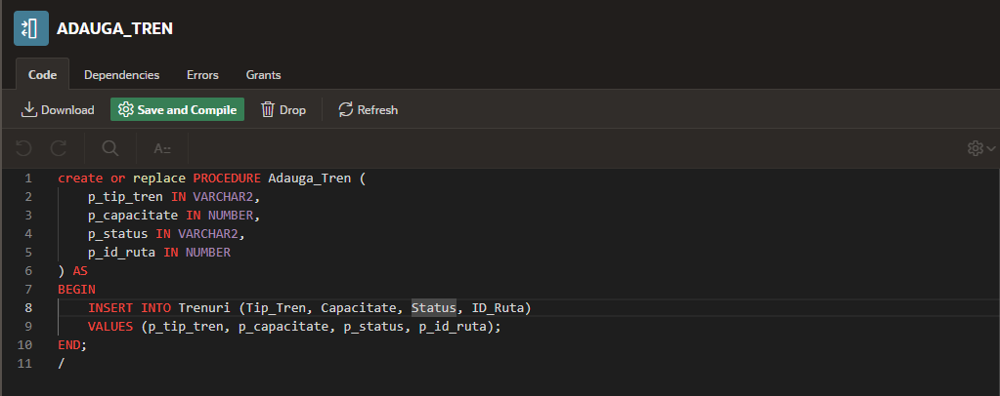 ADAUGA_TREN
Code Dependencies Errors Grants
Download Save and Compile Drop Refresh
A::
1 create or replace PROCEDURE Adauga_Tren (
2 p_tip_tren IN VARCHAR2,
3 p_capacitate IN NUMBER,
4 p_status IN VARCHAR2,
5 p_id_ruta IN NUMBER
6 ) AS
7 BEGIN
8 INSERT INTO Trenuri (Tip_Tren, Capacitate, Status, ID_Ruta)
9 VALUES (p_tip_tren, p_capacitate, p_status, p_id_ruta);
10 END;
11 /